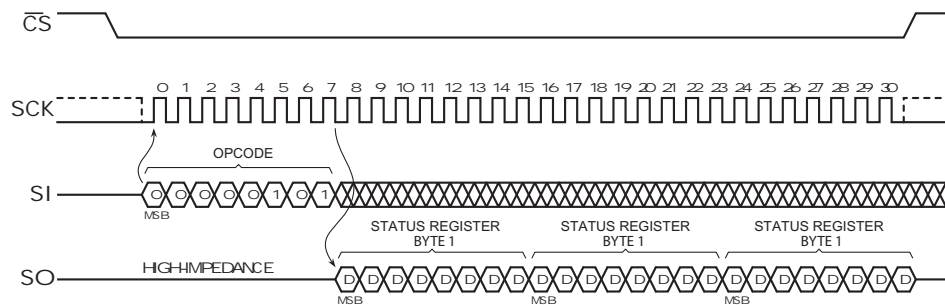 CS
SCK
0 1 2 3 4 5 6 7 8 9 10 11 12 13 14 15 16 17 18 19 20 21 22 23 24 25 26 27 28 29 30
OPCODE
SI
0 0 0 0 0 1 0 1
MSB
STATUS REGISTER
BYTE 1
STATUS REGISTER
BYTE 1
STATUS REGISTER
BYTE 1
SO
HIGH-IMPEDANCE
D D D D D D D D D D D D D D D D D D D D D D D D
MSB
MSB
MSB